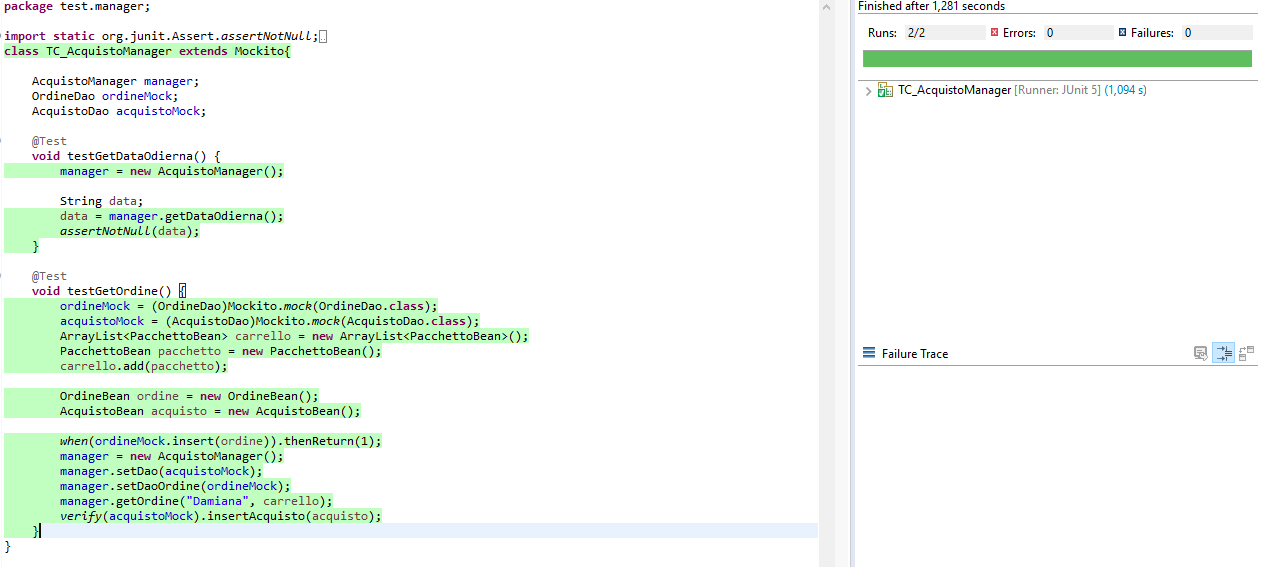 package test.manager;
import static org.junit.Assert.assertNotNull;
class TC_AcquistoManager extends Mockito{
AcquistoManager manager;
OrdineDao ordineMock;
AcquistoDao acquistoMock;
@Test
void testGetDataOdierna() {
manager = new AcquistoManager();
String data;
data = manager.getDataOdierna();
assertNotNull(data);
}
@Test
void testGetOrdine() {
ordineMock = (OrdineDao)Mockito.mock(OrdineDao.class);
acquistoMock = (AcquistoDao)Mockito.mock(AcquistoDao.class);
ArrayList<PacchettoBean> carrello = new ArrayList<PacchettoBean>();
PacchettoBean pacchetto = new PacchettoBean();
carrello.add(pacchetto);
OrdineBean ordine = new OrdineBean();
AcquistoBean acquisto = new AcquistoBean();
when(ordineMock.insert(ordine)).thenReturn(1);
manager = new AcquistoManager();
manager.setDao(acquistoMock);
manager.setDaoOrdine(ordineMock);
manager.getOrdine("Damiana", carrello);
verify(acquistoMock).insertAcquisto(acquisto);
}
}
Finished after 1,281 seconds
Runs: 2/2 Errors: 0 Failures: 0
TC_AcquistoManager [Runner: JUnit 5] (1,094 s)
Failure Trace